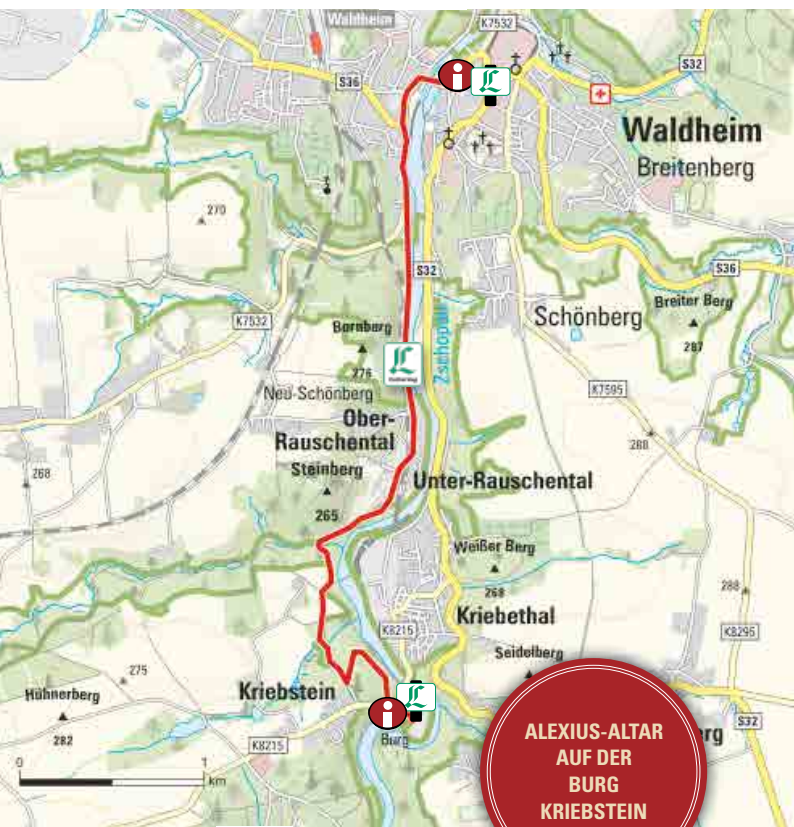 Waldheim
K7532
S36
S32
Waldheim
Breitenberg
270
S32
S36
K7532
Bornberg
276
Schönberg
Breiter Berg
287
Zschopau
L
Neu-Schönberg
Ober-
Rauschental
K7595
288
268
Steinberg
265
Unter-Rauschental
Weißer Berg
268
288
Kriebethal
K8215
K8295
Seidelberg
275
Hühnerberg
282
Kriebstein
L
i
Burg
K8215
S32
rg
0
1
km
i
L
ALEXIUS-ALTAR
AUF DER
BURG
KRIEBSTEIN